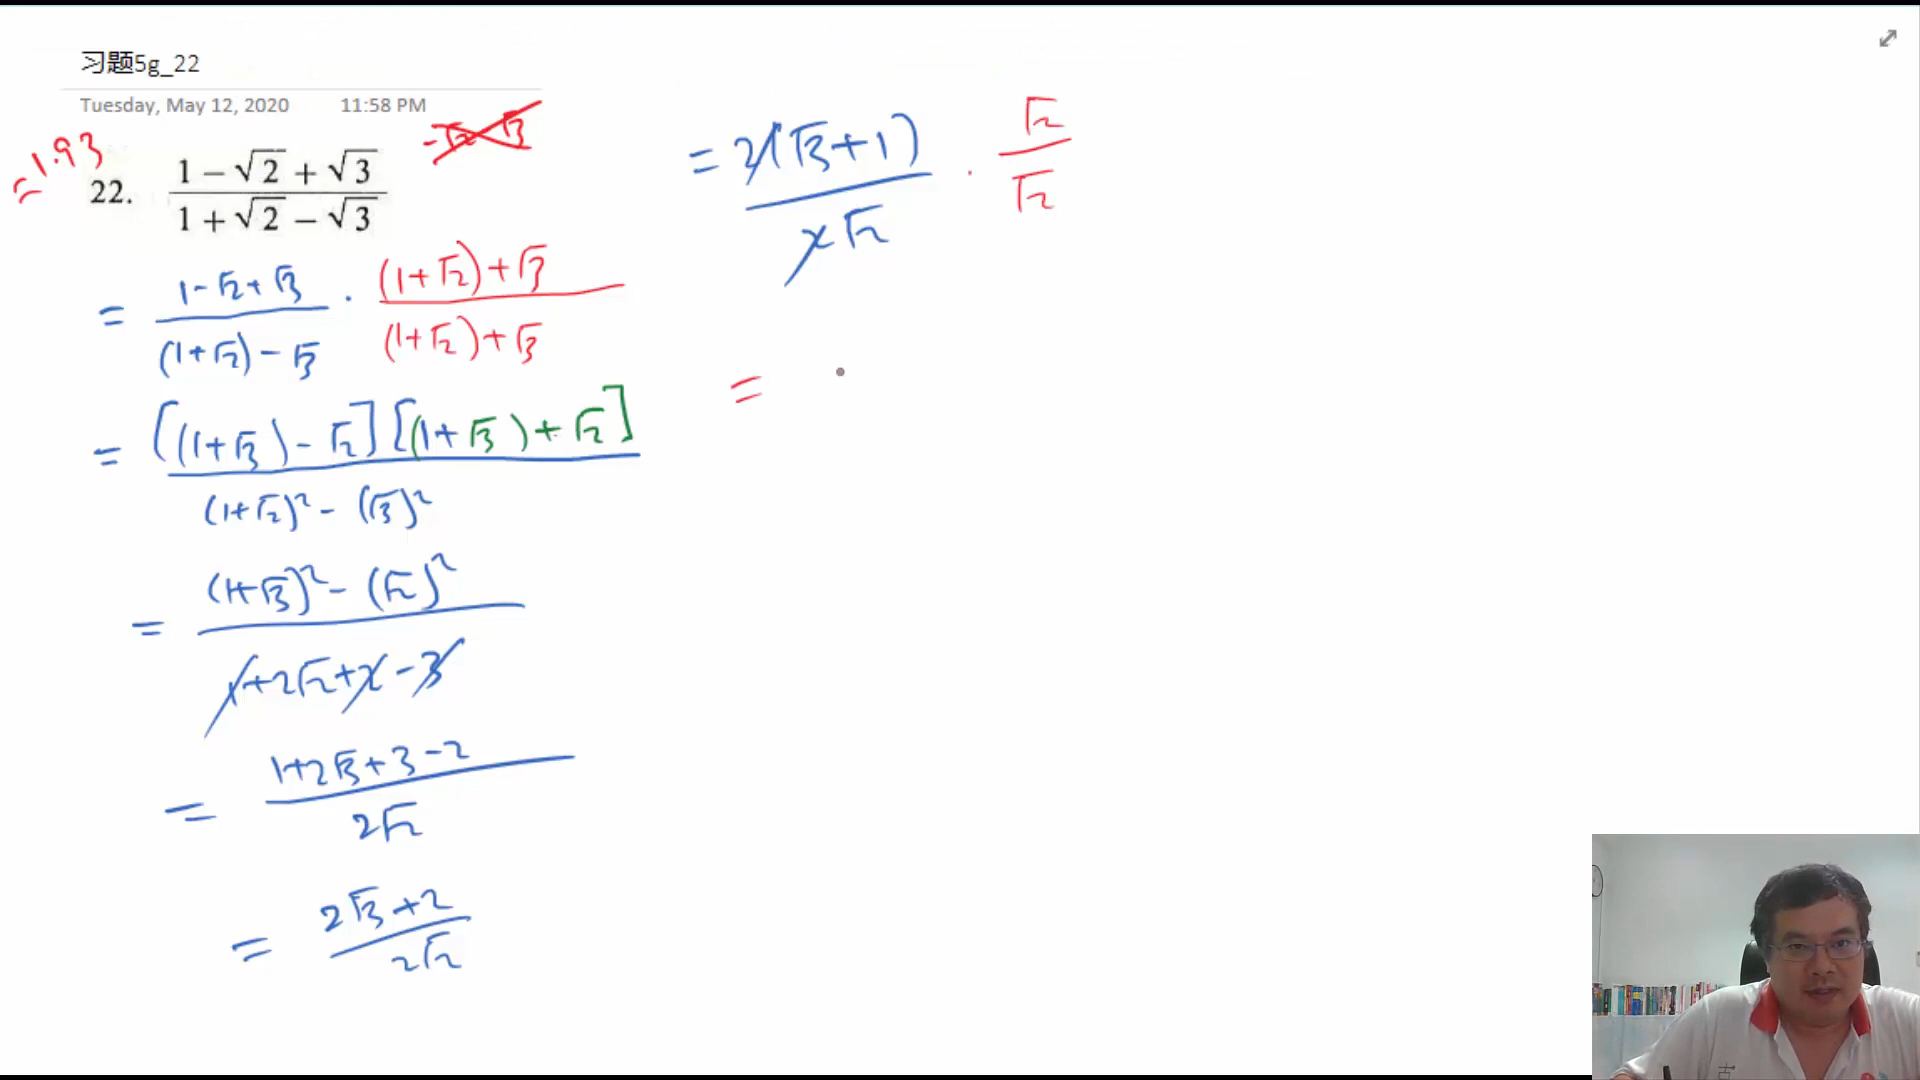 习题5g_22
Tuesday, May 12, 2020 11:58 PM
≈1.93
-√2 √3
22. (1 - √2 + √3)/(1 + √2 - √3)
= (1-√2+√3)/((1+√2)-√3) · ((1+√2)+√3)/((1+√2)+√3)
= [(1+√3)-√2][(1+√3)+√2]/((1+√2)²-(√3)²)
= ((1+√3)²-(√2)²)/(1+2√2+2-3)
= (1+2√3+3-2)/(2√2)
= (2√3+2)/(2√2)
= 2(√3+1)/(2√2) · √2/√2
=